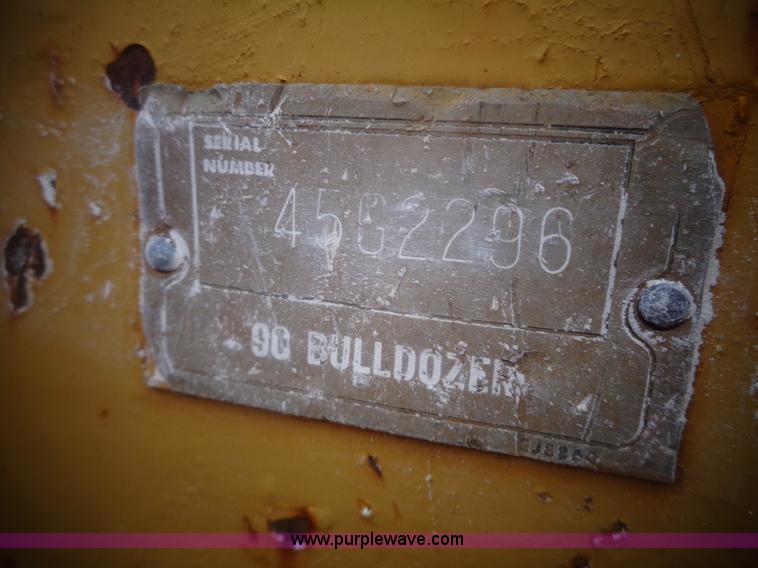 SERIAL
NUMBER
45G2296
9G BULLDOZER
www.purplewave.com